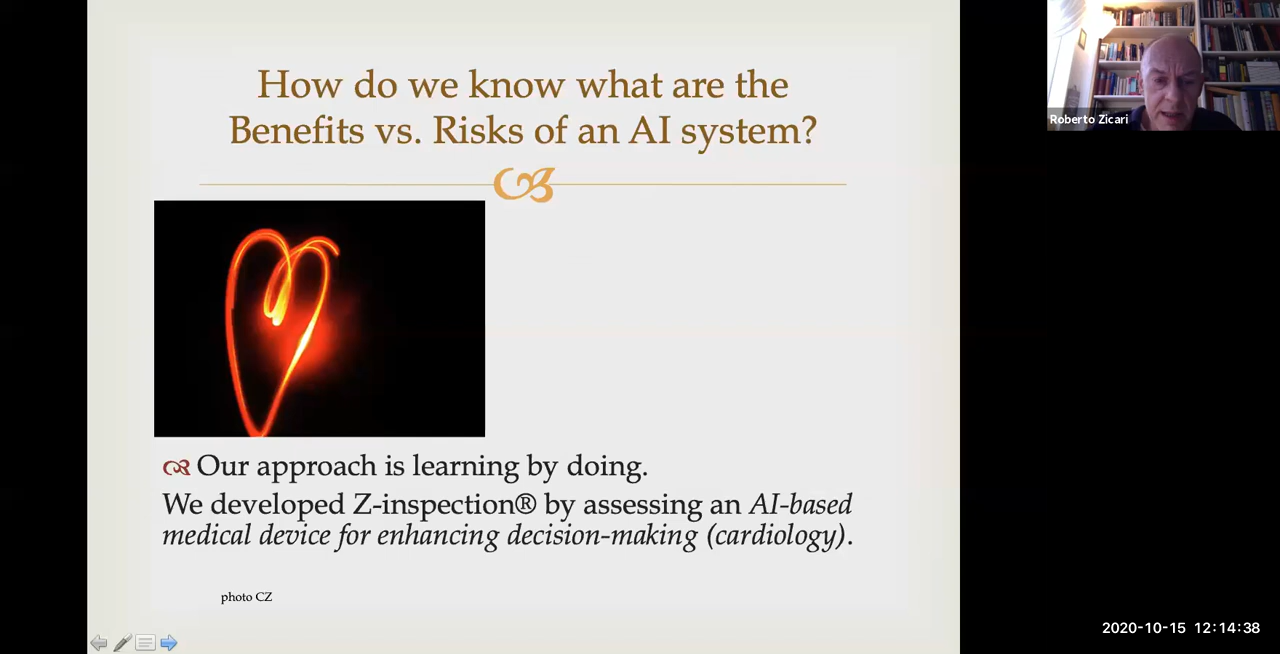 How do we know what are the
Benefits vs. Risks of an AI system?
Our approach is learning by doing.
We developed Z-inspection® by assessing an AI-based
medical device for enhancing decision-making (cardiology).
photo CZ
Roberto Zicari
2020-10-15 12:14:38